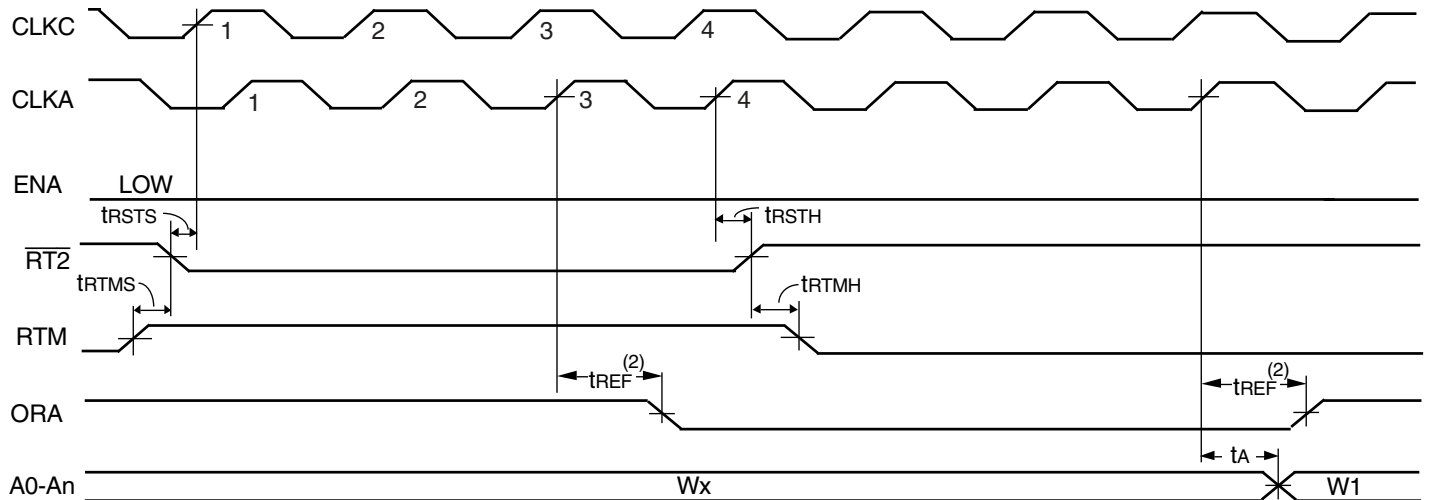 CLKC 1 2 3 4
CLKA 1 2 3 4
ENA LOW
tRSTS tRSTH
RT2
tRTMS tRTMH
RTM
tREF(2) tREF(2)
ORA
tA
A0-An Wx W1